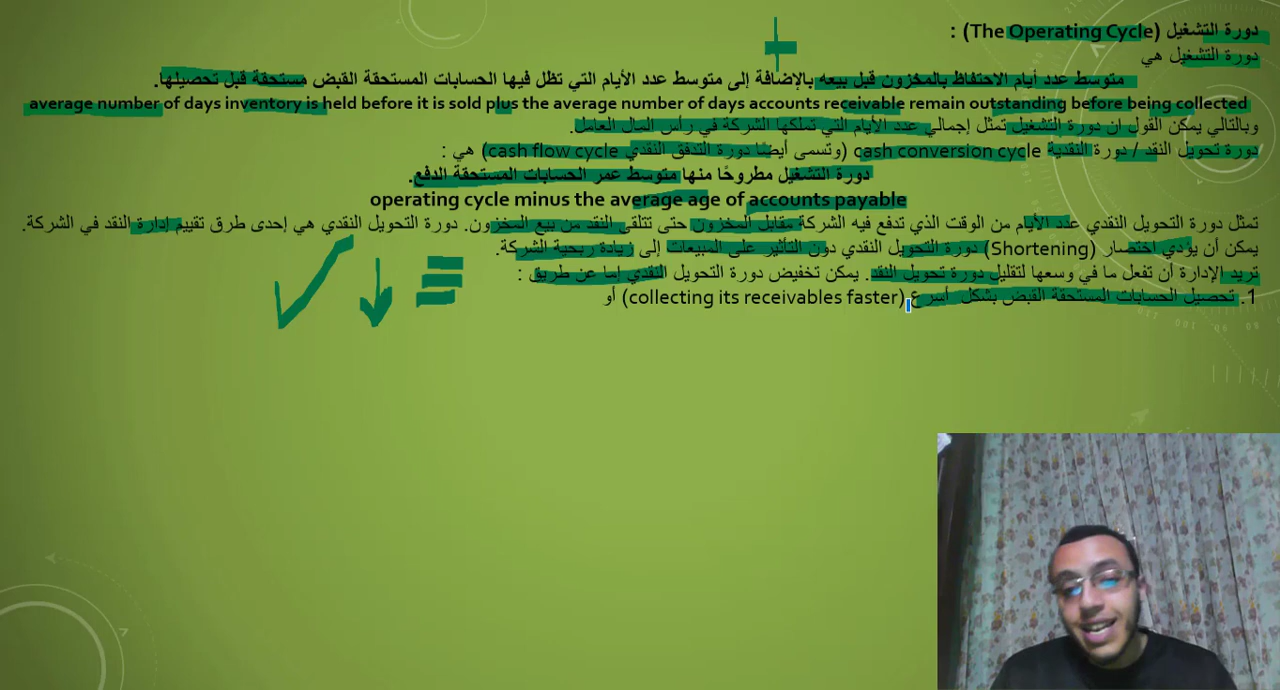 دورة التشغيل (The Operating Cycle) :
دورة التشغيل هي
متوسط عدد أيام الاحتفاظ بالمخزون قبل بيعه بالإضافة إلى متوسط عدد الأيام التي تظل فيها الحسابات المستحقة القبض مستحقة قبل تحصيلها.
average number of days inventory is held before it is sold plus the average number of days accounts receivable remain outstanding before being collected
وبالتالي يمكن القول ان دورة التشغيل تمثل إجمالي عدد الأيام التي تملكها الشركة في رأس المال العامل.
دورة تحويل النقد / دورة النقدية cash conversion cycle (وتسمى أيضا دورة التدفق النقدي cash flow cycle) هي :
دورة التشغيل مطروحًا منها متوسط عمر الحسابات المستحقة الدفع.
operating cycle minus the average age of accounts payable
تمثل دورة التحويل النقدي عدد الأيام من الوقت الذي تدفع فيه الشركة مقابل المخزون حتى تتلقى النقد من بيع المخزون. دورة التحويل النقدي هي إحدى طرق تقييم إدارة النقد في الشركة.
يمكن أن يؤدي اختصار (Shortening) دورة التحويل النقدي دون التأثير على المبيعات إلى زيادة ربحية الشركة.
تريد الإدارة أن تفعل ما في وسعها لتقليل دورة تحويل النقد. يمكن تخفيض دورة التحويل النقدي إما عن طريق :
1. تحصيل الحسابات المستحقة القبض بشكل أسرع (collecting its receivables faster) أو